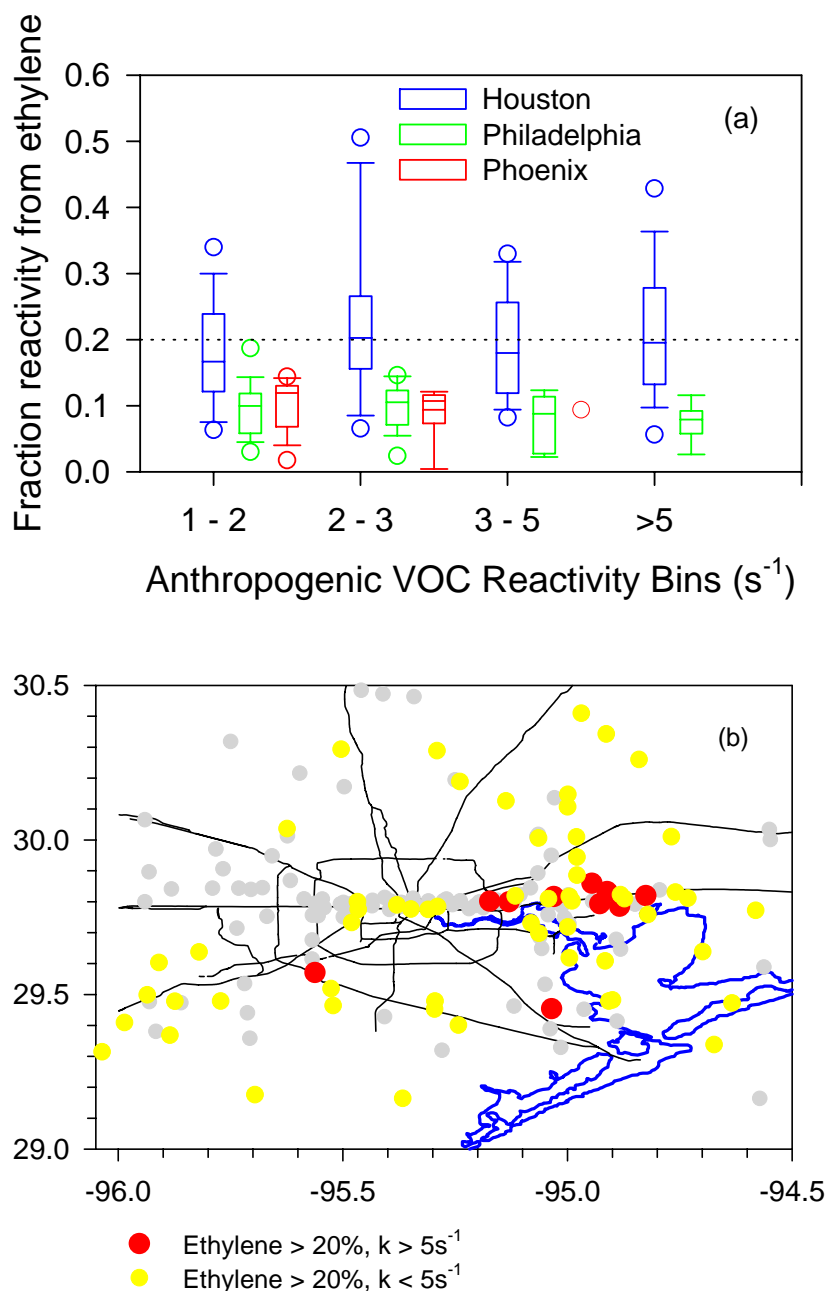 0.6
0.5
0.4
0.3
0.2
0.1
0.0
Fraction reactivity from ethylene
Houston
Philadelphia
Phoenix
(a)
1 - 2
2 - 3
3 - 5
>5
Anthropogenic VOC Reactivity Bins (s⁻¹)
30.5
30.0
29.5
29.0
(b)
-96.0
-95.5
-95.0
-94.5
Ethylene > 20%, k > 5s⁻¹
Ethylene > 20%, k < 5s⁻¹